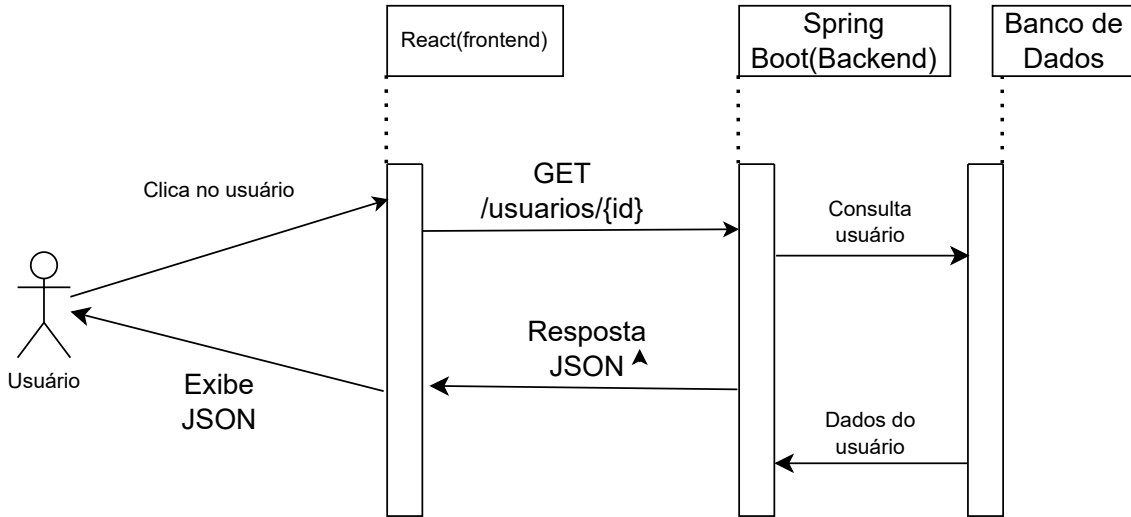 React(frontend)
Spring
Boot(Backend)
Banco de
Dados
Clica no usuário
GET
/usuarios/{id}
Consulta
usuário
Usuário
Exibe
JSON
Resposta
JSON
Dados do
usuário